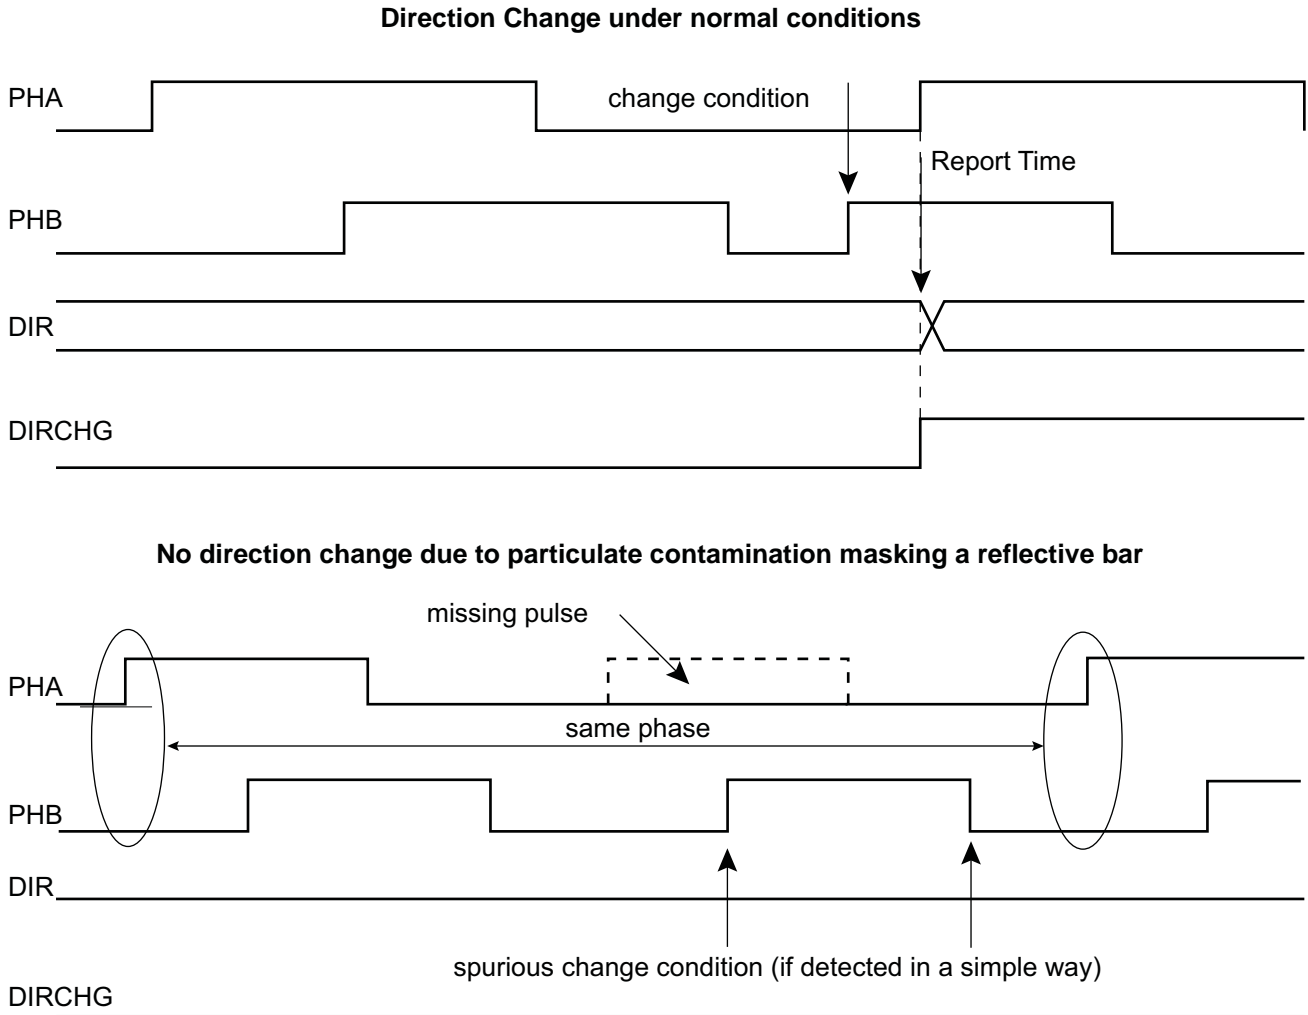 Direction Change under normal conditions
PHA
change condition
Report Time
PHB
DIR
DIRCHG
No direction change due to particulate contamination masking a reflective bar
missing pulse
PHA
same phase
PHB
DIR
spurious change condition (if detected in a simple way)
DIRCHG